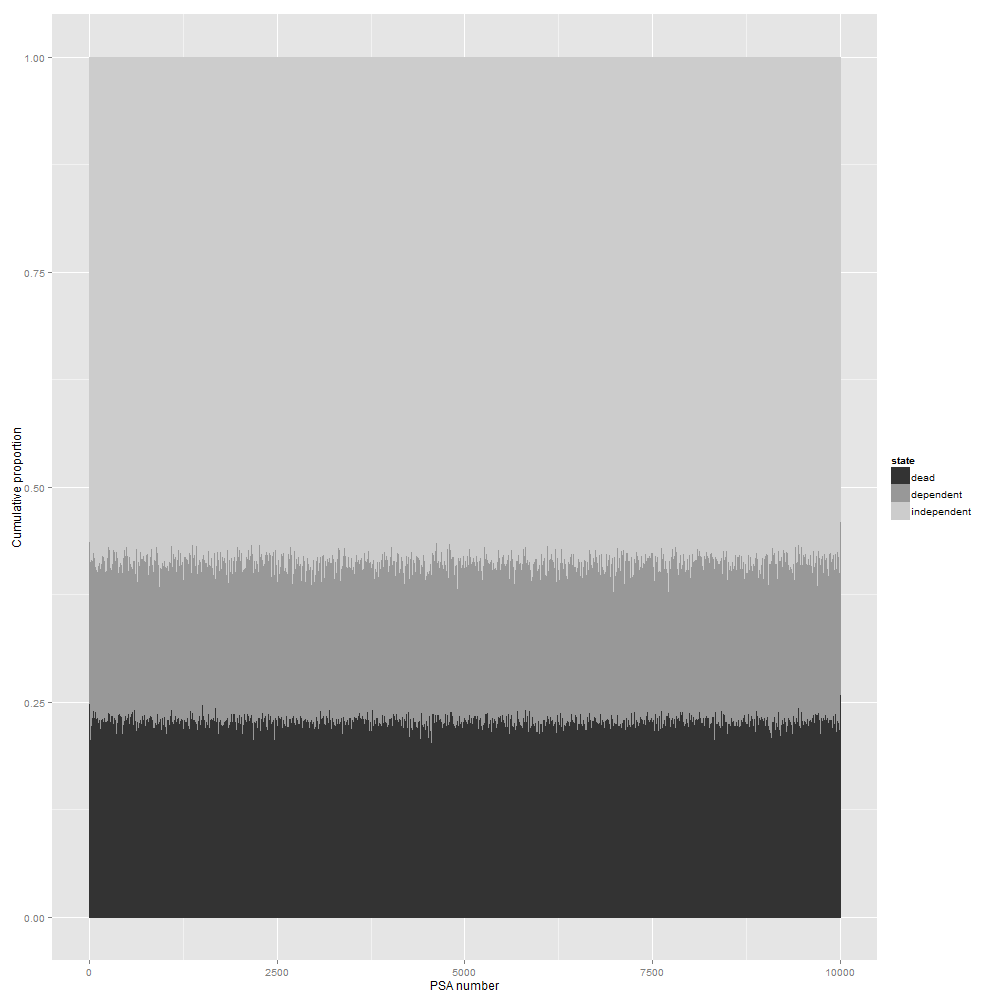 1.00
0.75
0.50
0.25
0.00
Cumulative proportion
0
2500
5000
7500
10000
PSA number
state
dead
dependent
independent